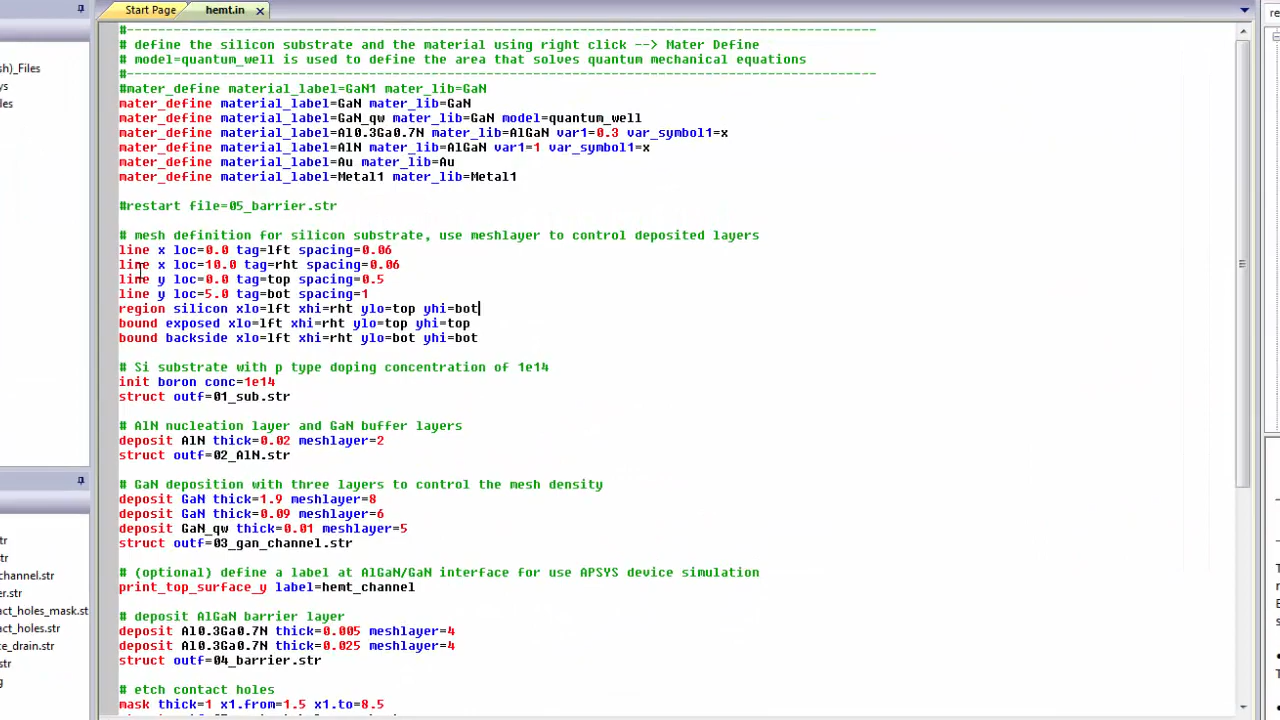 Start Page
hemt.in
re
#-----------------------------------------------------------------------------------------------
# define the silicon substrate and the material using right click --> Mater Define
# model=quantum_well is used to define the area that solves quantum mechanical equations
#-----------------------------------------------------------------------------------------------
#mater_define material_label=GaN1 mater_lib=GaN
mater_define material_label=GaN mater_lib=GaN
mater_define material_label=GaN_qw mater_lib=GaN model=quantum_well
mater_define material_label=Al0.3Ga0.7N mater_lib=AlGaN var1=0.3 var_symbol1=x
mater_define material_label=AlN mater_lib=AlGaN var1=1 var_symbol1=x
mater_define material_label=Au mater_lib=Au
mater_define material_label=Metal1 mater_lib=Metal1
#restart file=05_barrier.str
# mesh definition for silicon substrate, use meshlayer to control deposited layers
line x loc=0.0 tag=lft spacing=0.06
line x loc=10.0 tag=rht spacing=0.06
line y loc=0.0 tag=top spacing=0.5
line y loc=5.0 tag=bot spacing=1
region silicon xlo=lft xhi=rht ylo=top yhi=bot
bound exposed xlo=lft xhi=rht ylo=top yhi=top
bound backside xlo=lft xhi=rht ylo=bot yhi=bot
# Si substrate with p type doping concentration of 1e14
init boron conc=1e14
struct outf=01_sub.str
# AlN nucleation layer and GaN buffer layers
deposit AlN thick=0.02 meshlayer=2
struct outf=02_AlN.str
# GaN deposition with three layers to control the mesh density
deposit GaN thick=1.9 meshlayer=8
deposit GaN thick=0.09 meshlayer=6
deposit GaN_qw thick=0.01 meshlayer=5
struct outf=03_gan_channel.str
# (optional) define a label at AlGaN/GaN interface for use APSYS device simulation
print_top_surface_y label=hemt_channel
# deposit AlGaN barrier layer
deposit Al0.3Ga0.7N thick=0.005 meshlayer=4
deposit Al0.3Ga0.7N thick=0.025 meshlayer=4
struct outf=04_barrier.str
# etch contact holes
mask thick=1 x1.from=1.5 x1.to=8.5
sh)_Files
ys
les
tr
str
hannel.str
er.str
act_holes_mask.st
act_holes.str
te_drain.str
str
g